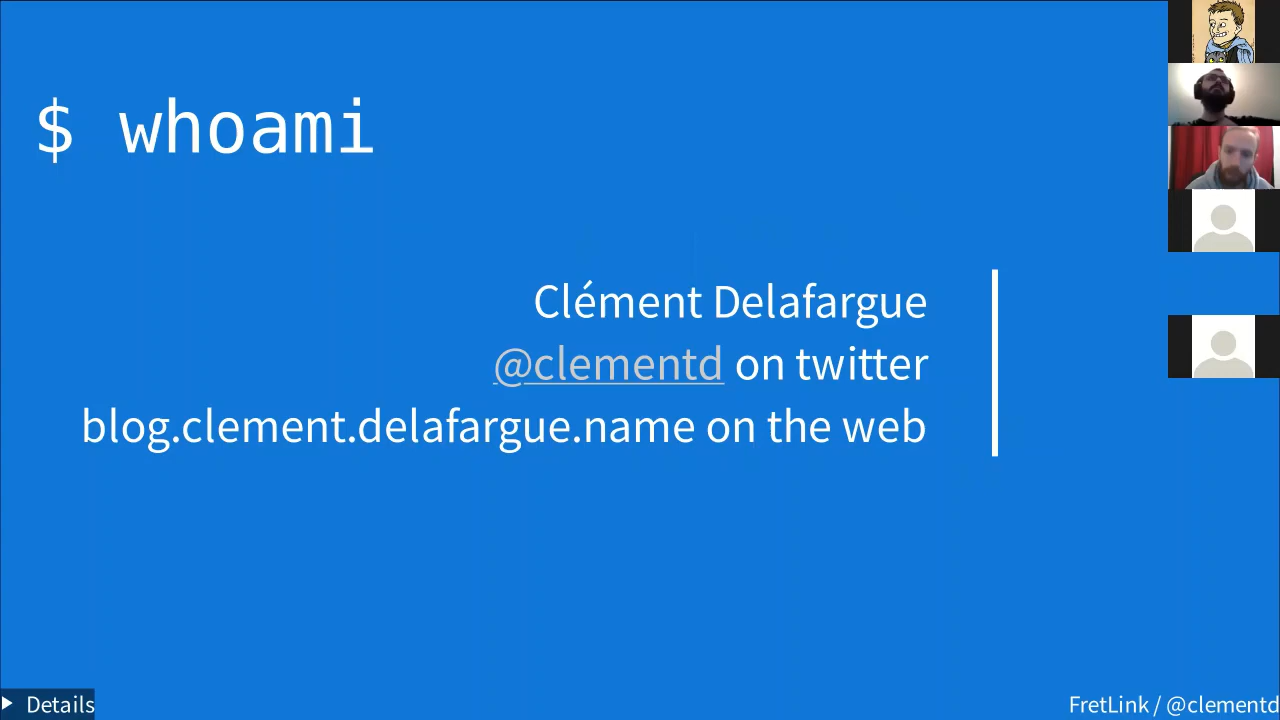 $ whoami
Clément Delafargue
@clementd on twitter
blog.clement.delafargue.name on the web
Details
FretLink / @clementd